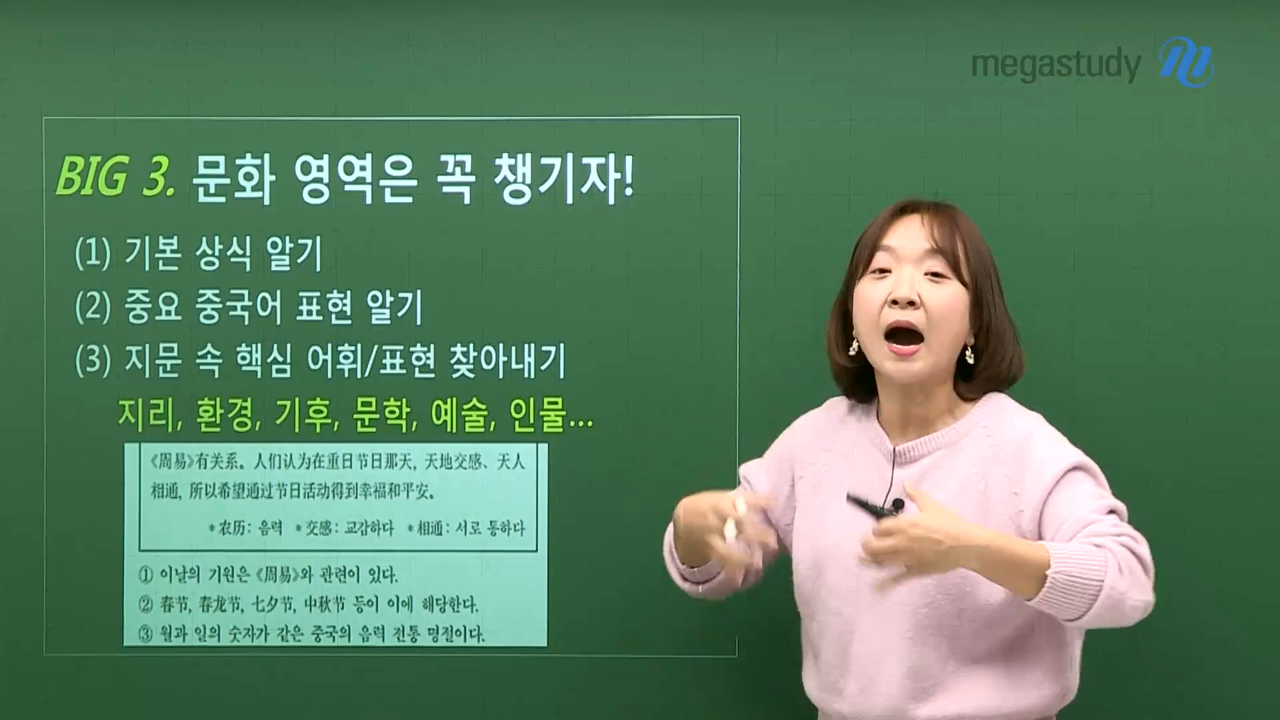 megastudy
BIG 3. 문화 영역은 꼭 챙기자!
(1) 기본 상식 알기
(2) 중요 중국어 표현 알기
(3) 지문 속 핵심 어휘/표현 찾아내기
지리, 환경, 기후, 문학, 예술, 인물...
《周易》有关系。人们认为在重日节日那天, 天地交感、天人
相通, 所以希望通过节日活动得到幸福和平安。
*农历: 음력 *交感: 교감하다 *相通: 서로 통하다
① 이날의 기원은 《周易》와 관련이 있다.
② 春节, 春龙节, 七夕节, 中秋节 등이 이에 해당한다.
③ 월과 일의 숫자가 같은 중국의 음력 전통 명절이다.